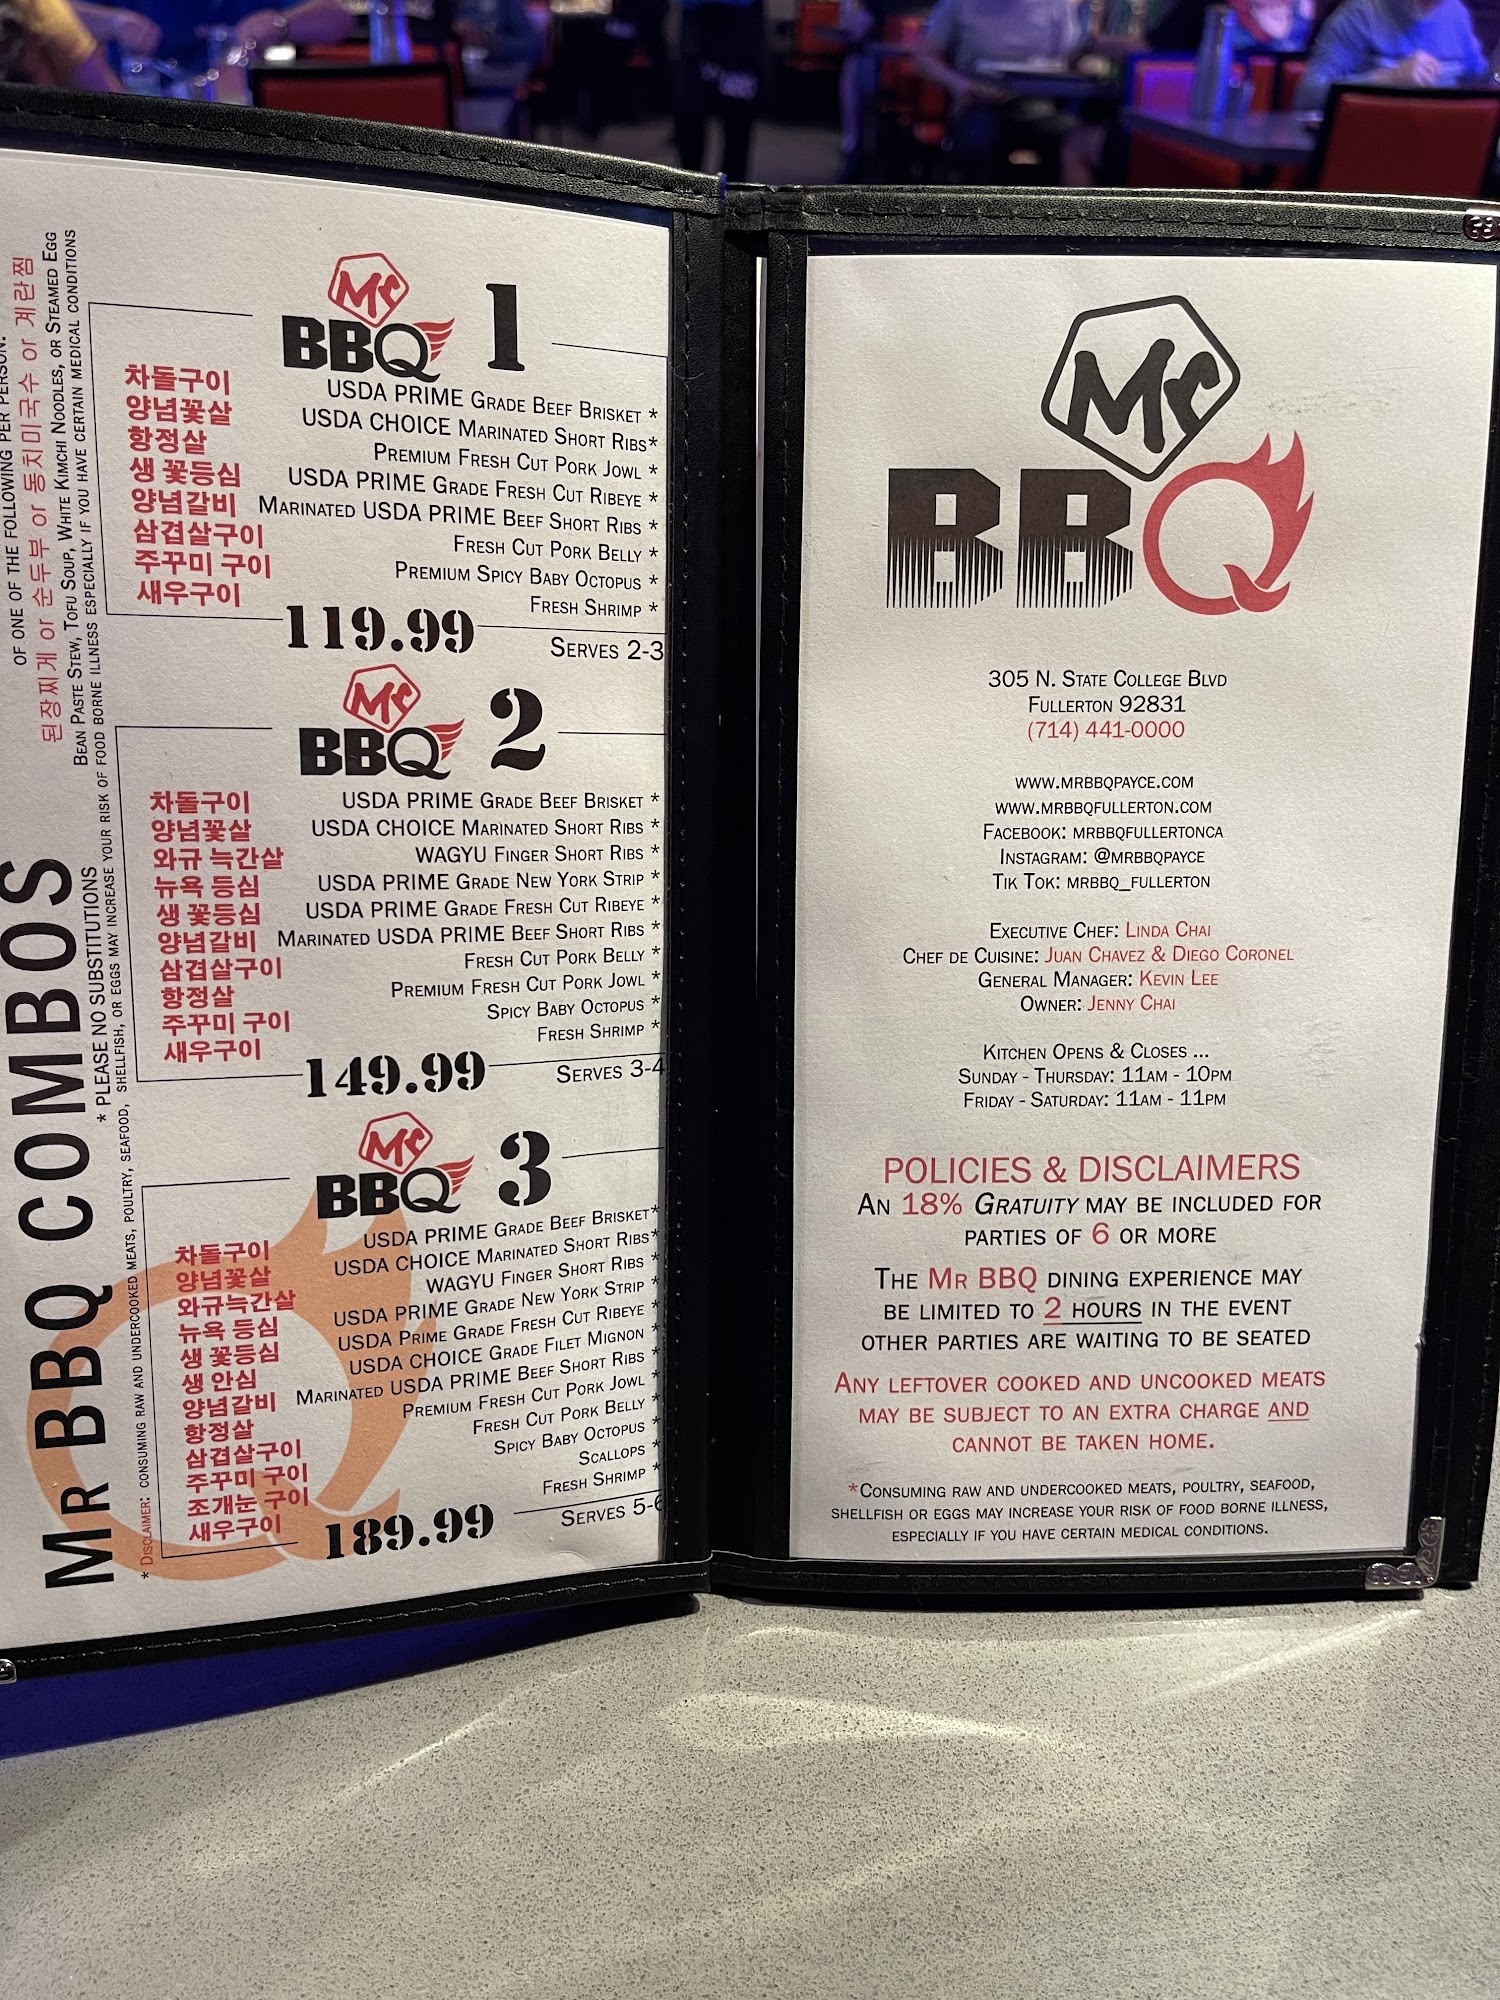 Mr BBQ COMBOS
* PLEASE NO SUBSTITUTIONS
OF ONE OF THE FOLLOWING PER PERSON:
된장찌게 or 순두부 or 동치미국수 or 계란찜
BEAN PASTE STEW, TOFU SOUP, WHITE KIMCHI NOODLES, OR STEAMED EGG
* DISCLAIMER: CONSUMING RAW AND UNDERCOOKED MEATS, POULTRY, SEAFOOD, SHELLFISH, OR EGGS MAY INCREASE YOUR RISK OF FOOD BORNE ILLNESS ESPECIALLY IF YOU HAVE CERTAIN MEDICAL CONDITIONS
Mr
BBQ 1
차돌구이 USDA PRIME GRADE BEEF BRISKET *
양념꽃살 USDA CHOICE MARINATED SHORT RIBS*
항정살 PREMIUM FRESH CUT PORK JOWL *
생 꽃등심 USDA PRIME GRADE FRESH CUT RIBEYE *
양념갈비 MARINATED USDA PRIME BEEF SHORT RIBS *
삼겹살구이 FRESH CUT PORK BELLY *
주꾸미 구이 PREMIUM SPICY BABY OCTOPUS *
새우구이 FRESH SHRIMP *
119.99 SERVES 2-3
Mr
BBQ 2
차돌구이 USDA PRIME GRADE BEEF BRISKET *
양념꽃살 USDA CHOICE MARINATED SHORT RIBS *
와규 늑간살 WAGYU FINGER SHORT RIBS *
뉴욕 등심 USDA PRIME GRADE NEW YORK STRIP *
생 꽃등심 USDA PRIME GRADE FRESH CUT RIBEYE *
양념갈비 MARINATED USDA PRIME BEEF SHORT RIBS *
삼겹살구이 FRESH CUT PORK BELLY *
항정살 PREMIUM FRESH CUT PORK JOWL *
주꾸미 구이 SPICY BABY OCTOPUS *
새우구이 FRESH SHRIMP *
149.99 SERVES 3-4
Mr
BBQ 3
차돌구이 USDA PRIME GRADE BEEF BRISKET*
양념꽃살 USDA CHOICE MARINATED SHORT RIBS*
와규늑간살 WAGYU FINGER SHORT RIBS *
뉴욕 등심 USDA PRIME GRADE NEW YORK STRIP *
생 꽃등심 USDA PRIME GRADE FRESH CUT RIBEYE *
생 안심 USDA CHOICE GRADE FILET MIGNON *
양념갈비 MARINATED USDA PRIME BEEF SHORT RIBS *
항정살 PREMIUM FRESH CUT PORK JOWL *
삼겹살구이 FRESH CUT PORK BELLY *
주꾸미 구이 SPICY BABY OCTOPUS *
조개눈 구이 SCALLOPS *
새우구이 FRESH SHRIMP *
189.99 SERVES 5-6
Mr
BBQ
305 N. STATE COLLEGE BLVD
FULLERTON 92831
(714) 441-0000
WWW.MRBBQPAYCE.COM
WWW.MRBBQFULLERTON.COM
FACEBOOK: MRBBQFULLERTONCA
INSTAGRAM: @MRBBQPAYCE
TIK TOK: MRBBQ_FULLERTON
EXECUTIVE CHEF: LINDA CHAI
CHEF DE CUISINE: JUAN CHAVEZ & DIEGO CORONEL
GENERAL MANAGER: KEVIN LEE
OWNER: JENNY CHAI
KITCHEN OPENS & CLOSES ...
SUNDAY - THURSDAY: 11AM - 10PM
FRIDAY - SATURDAY: 11AM - 11PM
POLICIES & DISCLAIMERS
AN 18% GRATUITY MAY BE INCLUDED FOR
PARTIES OF 6 OR MORE
THE MR BBQ DINING EXPERIENCE MAY
BE LIMITED TO 2 HOURS IN THE EVENT
OTHER PARTIES ARE WAITING TO BE SEATED
ANY LEFTOVER COOKED AND UNCOOKED MEATS
MAY BE SUBJECT TO AN EXTRA CHARGE AND
CANNOT BE TAKEN HOME.
*CONSUMING RAW AND UNDERCOOKED MEATS, POULTRY, SEAFOOD,
SHELLFISH OR EGGS MAY INCREASE YOUR RISK OF FOOD BORNE ILLNESS,
ESPECIALLY IF YOU HAVE CERTAIN MEDICAL CONDITIONS.